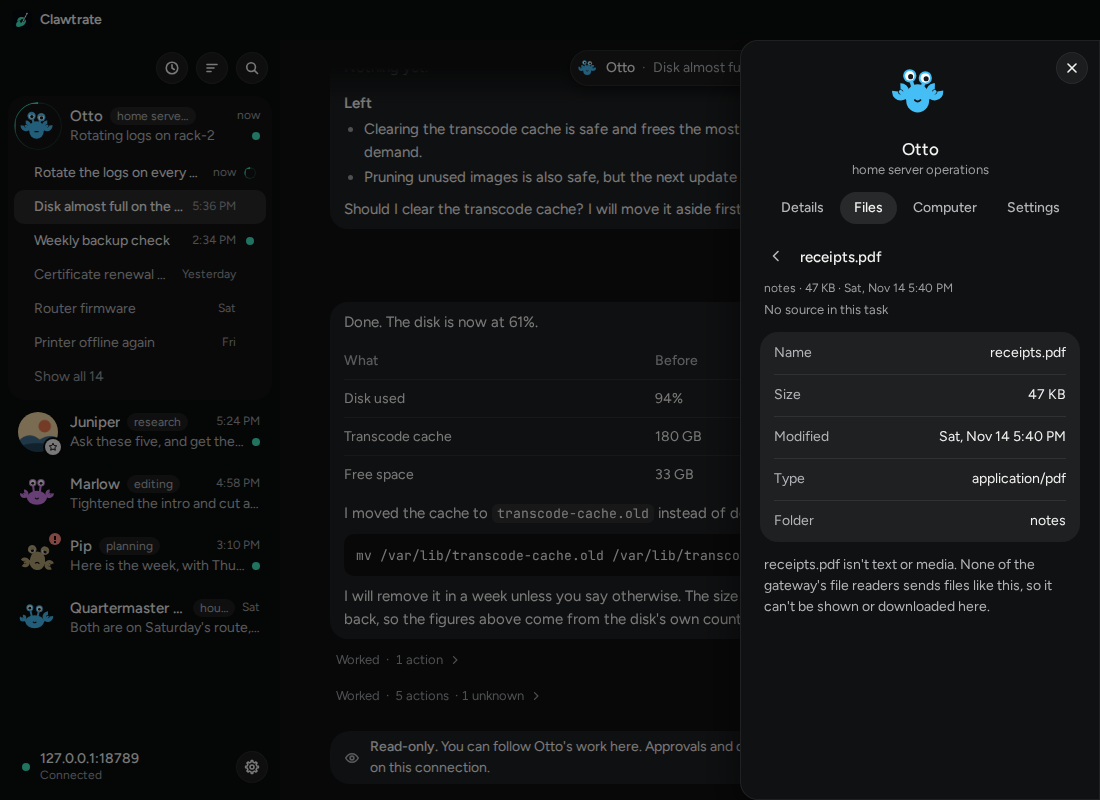 Clawtrate
Otto
home serve...
now
Rotating logs on rack-2
Rotate the logs on every ...
now
Disk almost full on the ...
5:36 PM
Weekly backup check
2:34 PM
Certificate renewal ...
Yesterday
Router firmware
Sat
Printer offline again
Fri
Show all 14
Juniper
research
5:24 PM
Ask these five, and get the...
Marlow
editing
4:58 PM
Tightened the intro and cut a...
Pip
planning
3:10 PM
Here is the week, with Thu...
Quartermaster ...
hou...
Sat
Both are on Saturday's route,...
127.0.0.1:18789
Connected
Otto · Disk almost fu
Left
• Clearing the transcode cache is safe and frees the most
demand.
• Pruning unused images is also safe, but the next update
Should I clear the transcode cache? I will move it aside first
Done. The disk is now at 61%.
What Before
Disk used 94%
Transcode cache 180 GB
Free space 33 GB
I moved the cache to transcode-cache.old instead of d
mv /var/lib/transcode-cache.old /var/lib/transco
I will remove it in a week unless you say otherwise. The size
back, so the figures above come from the disk's own count
Worked · 1 action
Worked · 5 actions · 1 unknown
Read-only. You can follow Otto's work here. Approvals and
on this connection.
Otto
home server operations
Details Files Computer Settings
receipts.pdf
notes · 47 KB · Sat, Nov 14 5:40 PM
No source in this task
Name receipts.pdf
Size 47 KB
Modified Sat, Nov 14 5:40 PM
Type application/pdf
Folder notes
receipts.pdf isn't text or media. None of the
gateway's file readers sends files like this, so it
can't be shown or downloaded here.